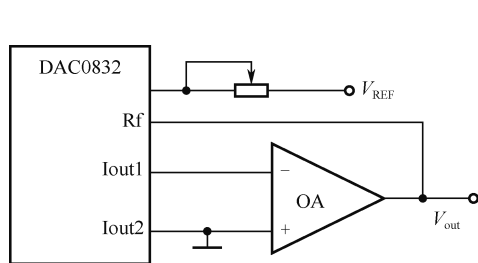 DAC0832
V_REF
Rf
Iout1
−
OA
Iout2
+
V_out